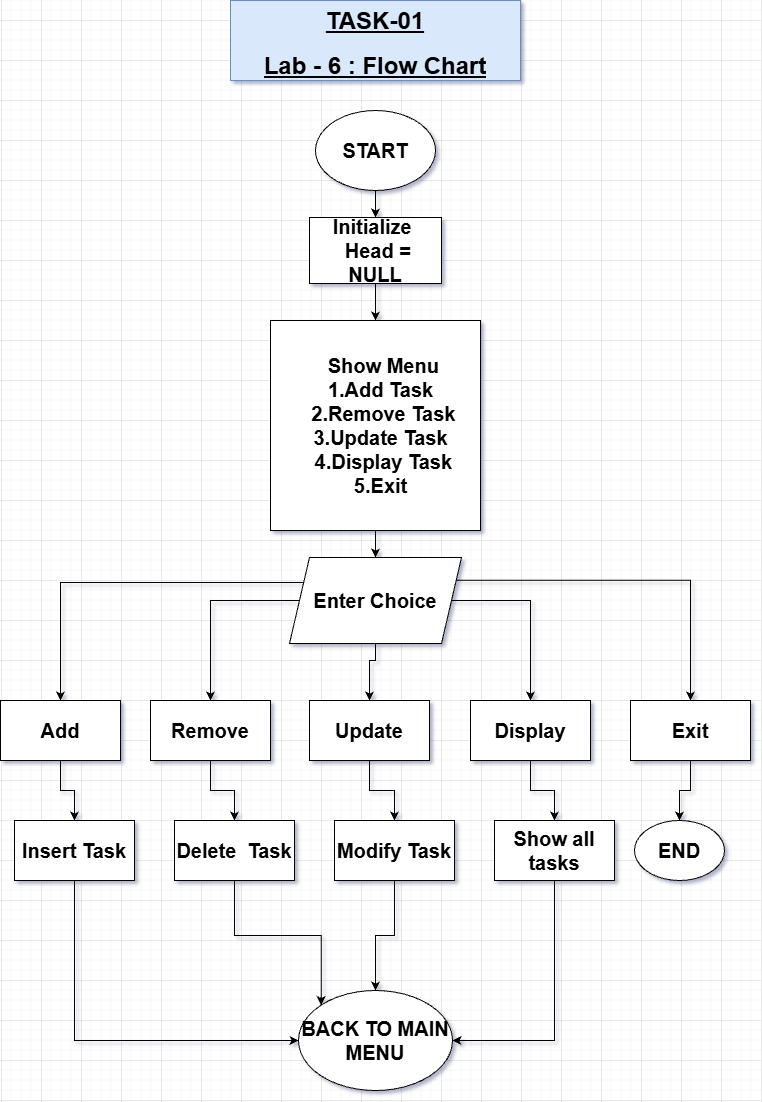 TASK-01
Lab - 6 : Flow Chart
START
Initialize
Head =
NULL
Show Menu
1.Add Task
2.Remove Task
3.Update Task
4.Display Task
5.Exit
Enter Choice
Add
Remove
Update
Display
Exit
Insert Task
Delete Task
Modify Task
Show all
tasks
END
BACK TO MAIN
MENU